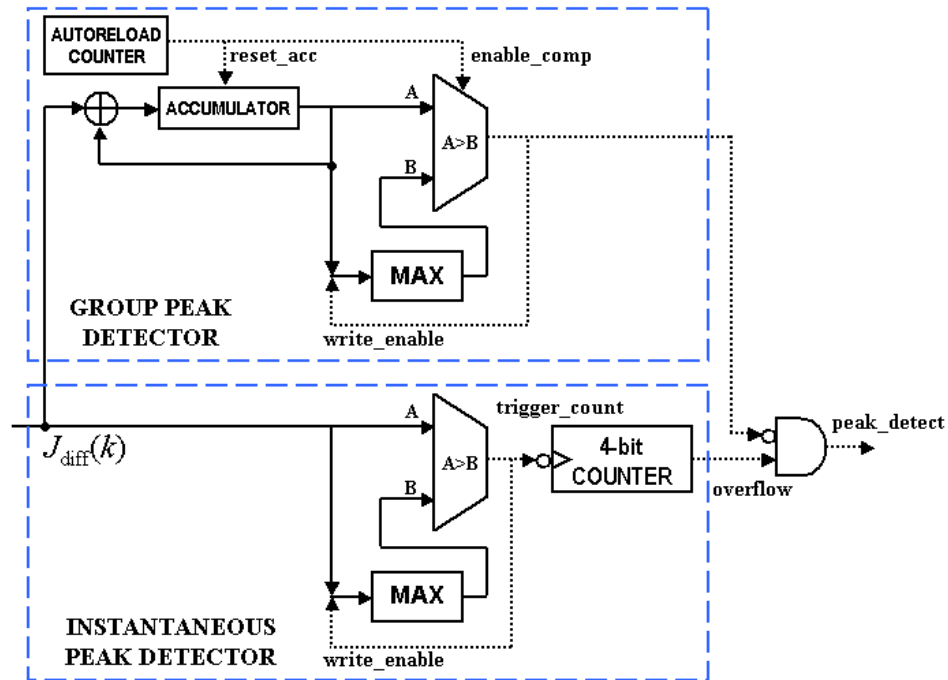 AUTORELOAD
COUNTER
reset_acc
enable_comp
ACCUMULATOR
A
A>B
B
MAX
GROUP PEAK
DETECTOR
write_enable
J_diff(k)
A
trigger_count
A>B
B
4-bit
COUNTER
peak_detect
overflow
MAX
INSTANTANEOUS
PEAK DETECTOR
write_enable